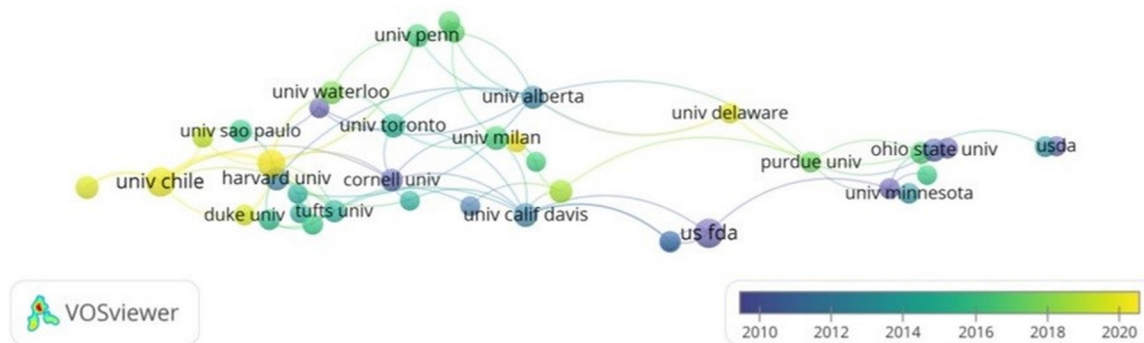 univ penn
univ waterloo
univ alberta
univ delaware
univ sao paulo
univ toronto
univ milan
ohio state univ
usda
purdue univ
univ chile
harvard univ
cornell univ
univ minnesota
duke univ
tufts univ
univ calif davis
us fda
VOSviewer
2010 2012 2014 2016 2018 2020